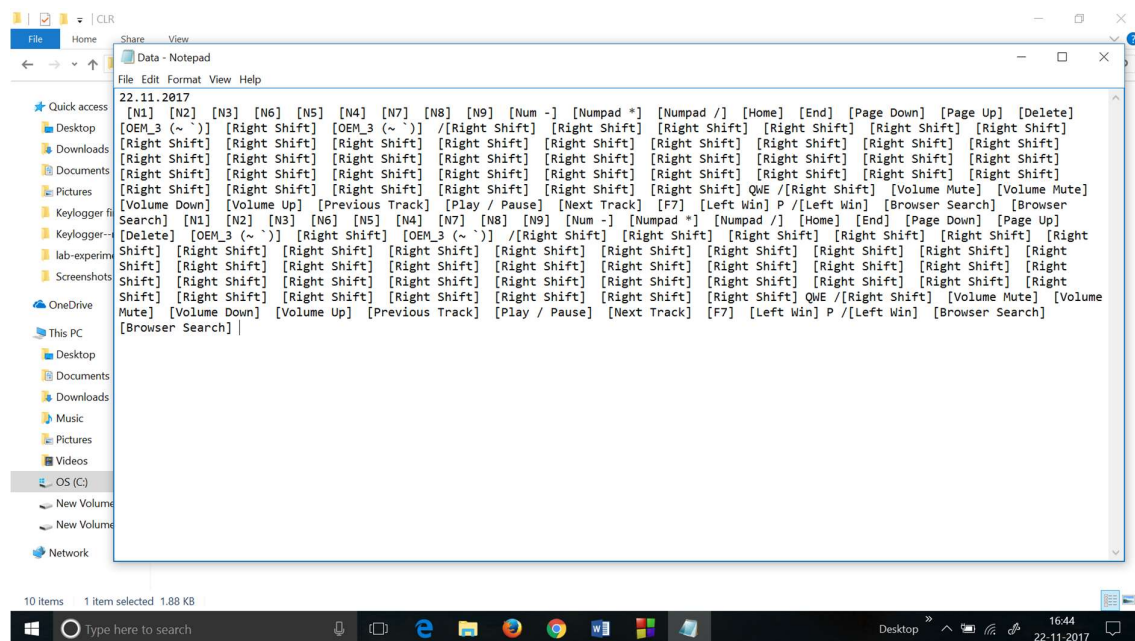 CLR
File Home Share View
Data - Notepad
File Edit Format View Help
22.11.2017
[N1] [N2] [N3] [N6] [N5] [N4] [N7] [N8] [N9] [Num -] [Numpad *] [Numpad /] [Home] [End] [Page Down] [Page Up] [Delete]
[OEM_3 (~ `)] [Right Shift] [OEM_3 (~ `)] /[Right Shift] [Right Shift] [Right Shift] [Right Shift] [Right Shift] [Right Shift]
[Right Shift] [Right Shift] [Right Shift] [Right Shift] [Right Shift] [Right Shift] [Right Shift] [Right Shift] [Right Shift]
[Right Shift] [Right Shift] [Right Shift] [Right Shift] [Right Shift] [Right Shift] [Right Shift] [Right Shift] [Right Shift]
[Right Shift] [Right Shift] [Right Shift] [Right Shift] [Right Shift] [Right Shift] [Right Shift] [Right Shift] [Right Shift]
[Right Shift] [Right Shift] [Right Shift] [Right Shift] [Right Shift] [Right Shift] QWE /[Right Shift] [Volume Mute] [Volume Mute]
[Volume Down] [Volume Up] [Previous Track] [Play / Pause] [Next Track] [F7] [Left Win] P /[Left Win] [Browser Search] [Browser
Search] [N1] [N2] [N3] [N6] [N5] [N4] [N7] [N8] [N9] [Num -] [Numpad *] [Numpad /] [Home] [End] [Page Down] [Page Up]
[Delete] [OEM_3 (~ `)] [Right Shift] [OEM_3 (~ `)] /[Right Shift] [Right Shift] [Right Shift] [Right Shift] [Right Shift] [Right
Shift] [Right Shift] [Right Shift] [Right Shift] [Right Shift] [Right Shift] [Right Shift] [Right Shift] [Right Shift] [Right
Shift] [Right Shift] [Right Shift] [Right Shift] [Right Shift] [Right Shift] [Right Shift] [Right Shift] [Right Shift] [Right
Shift] [Right Shift] [Right Shift] [Right Shift] [Right Shift] [Right Shift] [Right Shift] [Right Shift] [Right Shift] [Right
Shift] [Right Shift] [Right Shift] [Right Shift] [Right Shift] [Right Shift] [Right Shift] QWE /[Right Shift] [Volume Mute] [Volume
Mute] [Volume Down] [Volume Up] [Previous Track] [Play / Pause] [Next Track] [F7] [Left Win] P /[Left Win] [Browser Search]
[Browser Search]
Quick access
Desktop
Downloads
Documents
Pictures
Keylogger fi
Keylogger--
lab-experim
Screenshots
OneDrive
This PC
Desktop
Documents
Downloads
Music
Pictures
Videos
OS (C:)
New Volume
New Volume
Network
10 items 1 item selected 1.88 KB
Type here to search
Desktop
16:44
22-11-2017